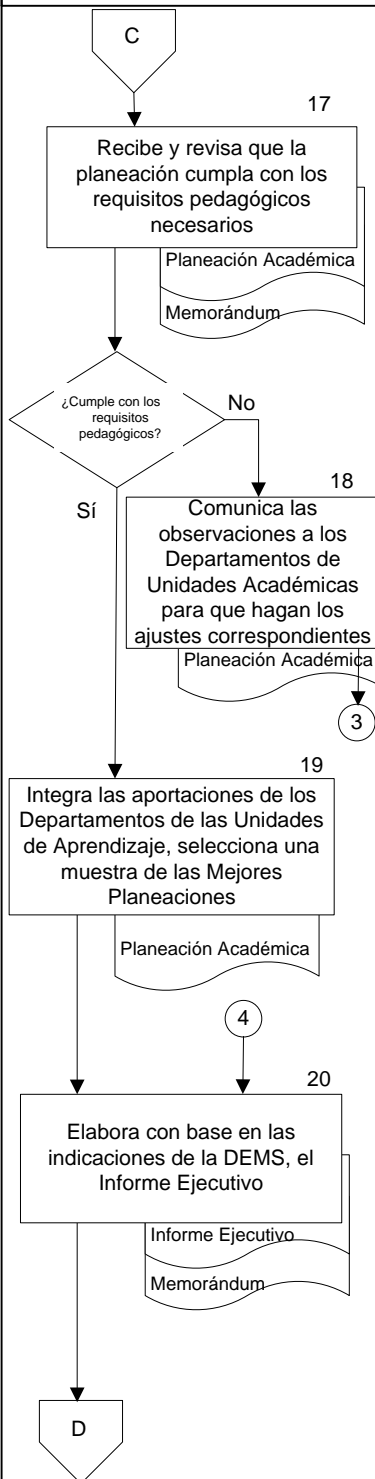 C
17
Recibe y revisa que la
planeación cumpla con los
requisitos pedagógicos
necesarios
Planeación Académica
Memorándum
¿Cumple con los
requisitos
pedagógicos?
No
Sí
18
Comunica las
observaciones a los
Departamentos de
Unidades Académicas
para que hagan los
ajustes correspondientes
Planeación Académica
3
19
Integra las aportaciones de los
Departamentos de las Unidades
de Aprendizaje, selecciona una
muestra de las Mejores
Planeaciones
Planeación Académica
4
20
Elabora con base en las
indicaciones de la DEMS, el
Informe Ejecutivo
Informe Ejecutivo
Memorándum
D